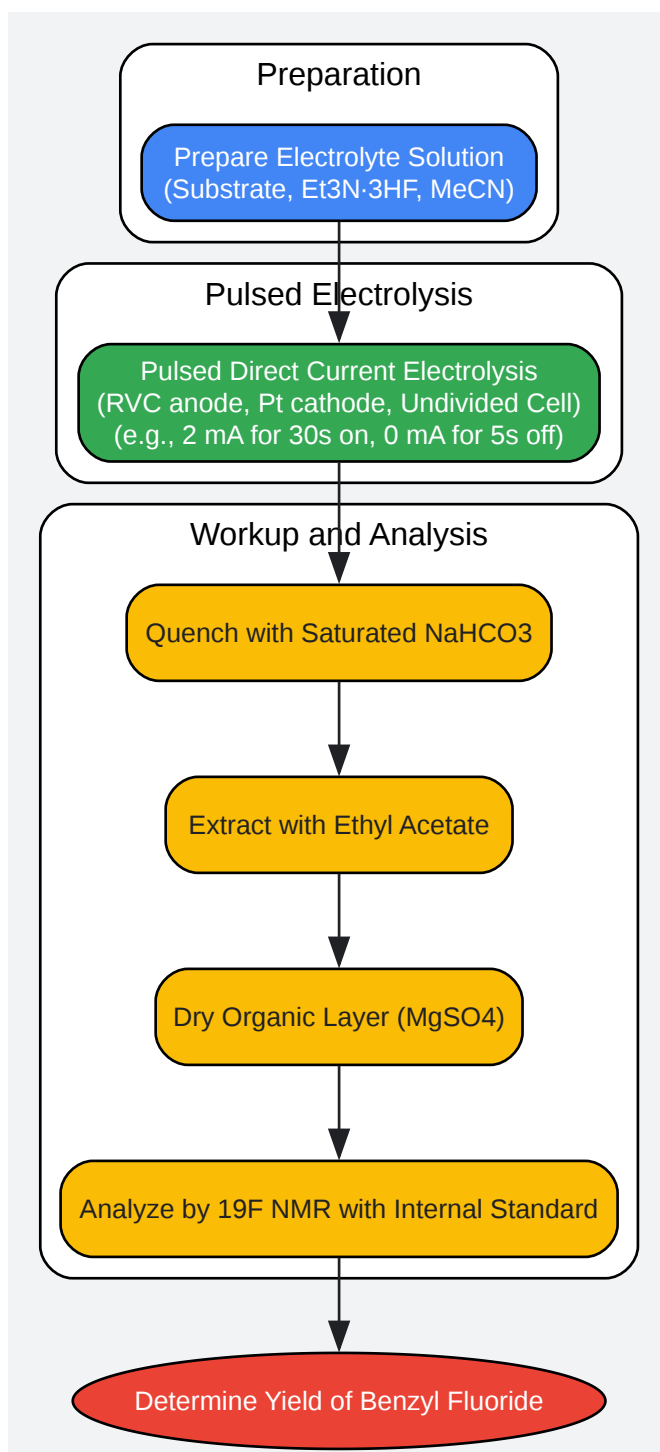 Preparation
Prepare Electrolyte Solution
(Substrate, Et3N·3HF, MeCN)
Pulsed Electrolysis
Pulsed Direct Current Electrolysis
(RVC anode, Pt cathode, Undivided Cell)
(e.g., 2 mA for 30s on, 0 mA for 5s off)
Workup and Analysis
Quench with Saturated NaHCO3
Extract with Ethyl Acetate
Dry Organic Layer (MgSO4)
Analyze by 19F NMR with Internal Standard
Determine Yield of Benzyl Fluoride